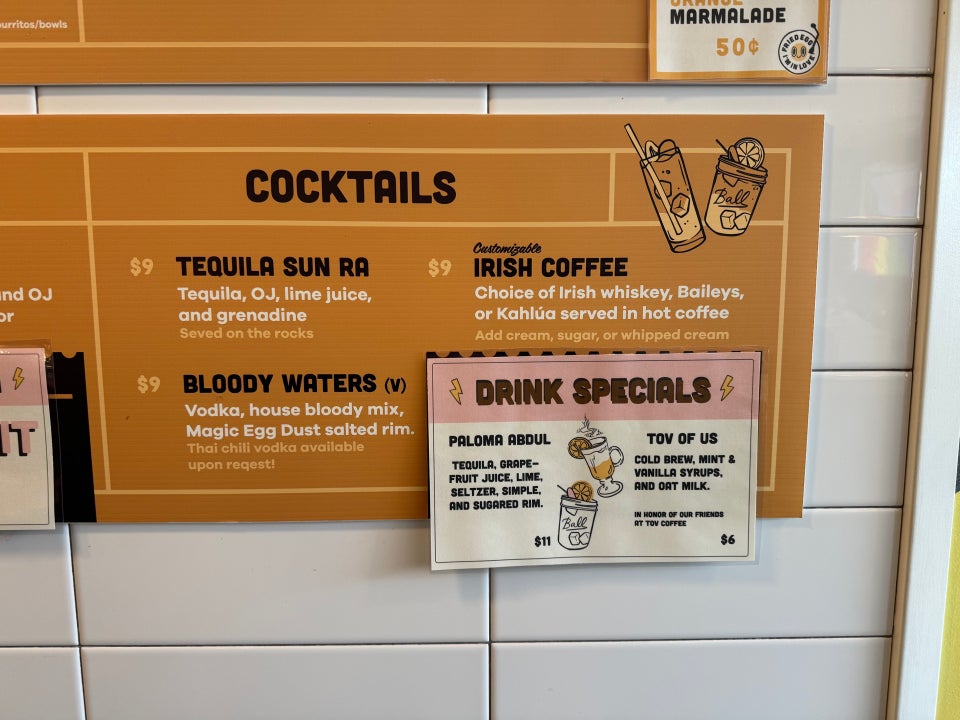 burritos/bowls
ORANGE
MARMALADE
50¢
FRIED EGG
I'M IN LOVE
COCKTAILS
and OJ
or
$9 TEQUILA SUN RA
Tequila, OJ, lime juice,
and grenadine
Seved on the rocks
$9 BLOODY WATERS (V)
Vodka, house bloody mix,
Magic Egg Dust salted rim.
Thai chili vodka available
upon reqest!
Customizable
$9 IRISH COFFEE
Choice of Irish whiskey, Baileys,
or Kahlúa served in hot coffee
Add cream, sugar, or whipped cream
Ball
DRINK SPECIALS
PALOMA ABDUL
TEQUILA, GRAPE-
FRUIT JUICE, LIME,
SELTZER, SIMPLE,
AND SUGARED RIM.
$11
Ball
TOV OF US
COLD BREW, MINT &
VANILLA SYRUPS,
AND OAT MILK.
IN HONOR OF OUR FRIENDS
AT TOV COFFEE
$6